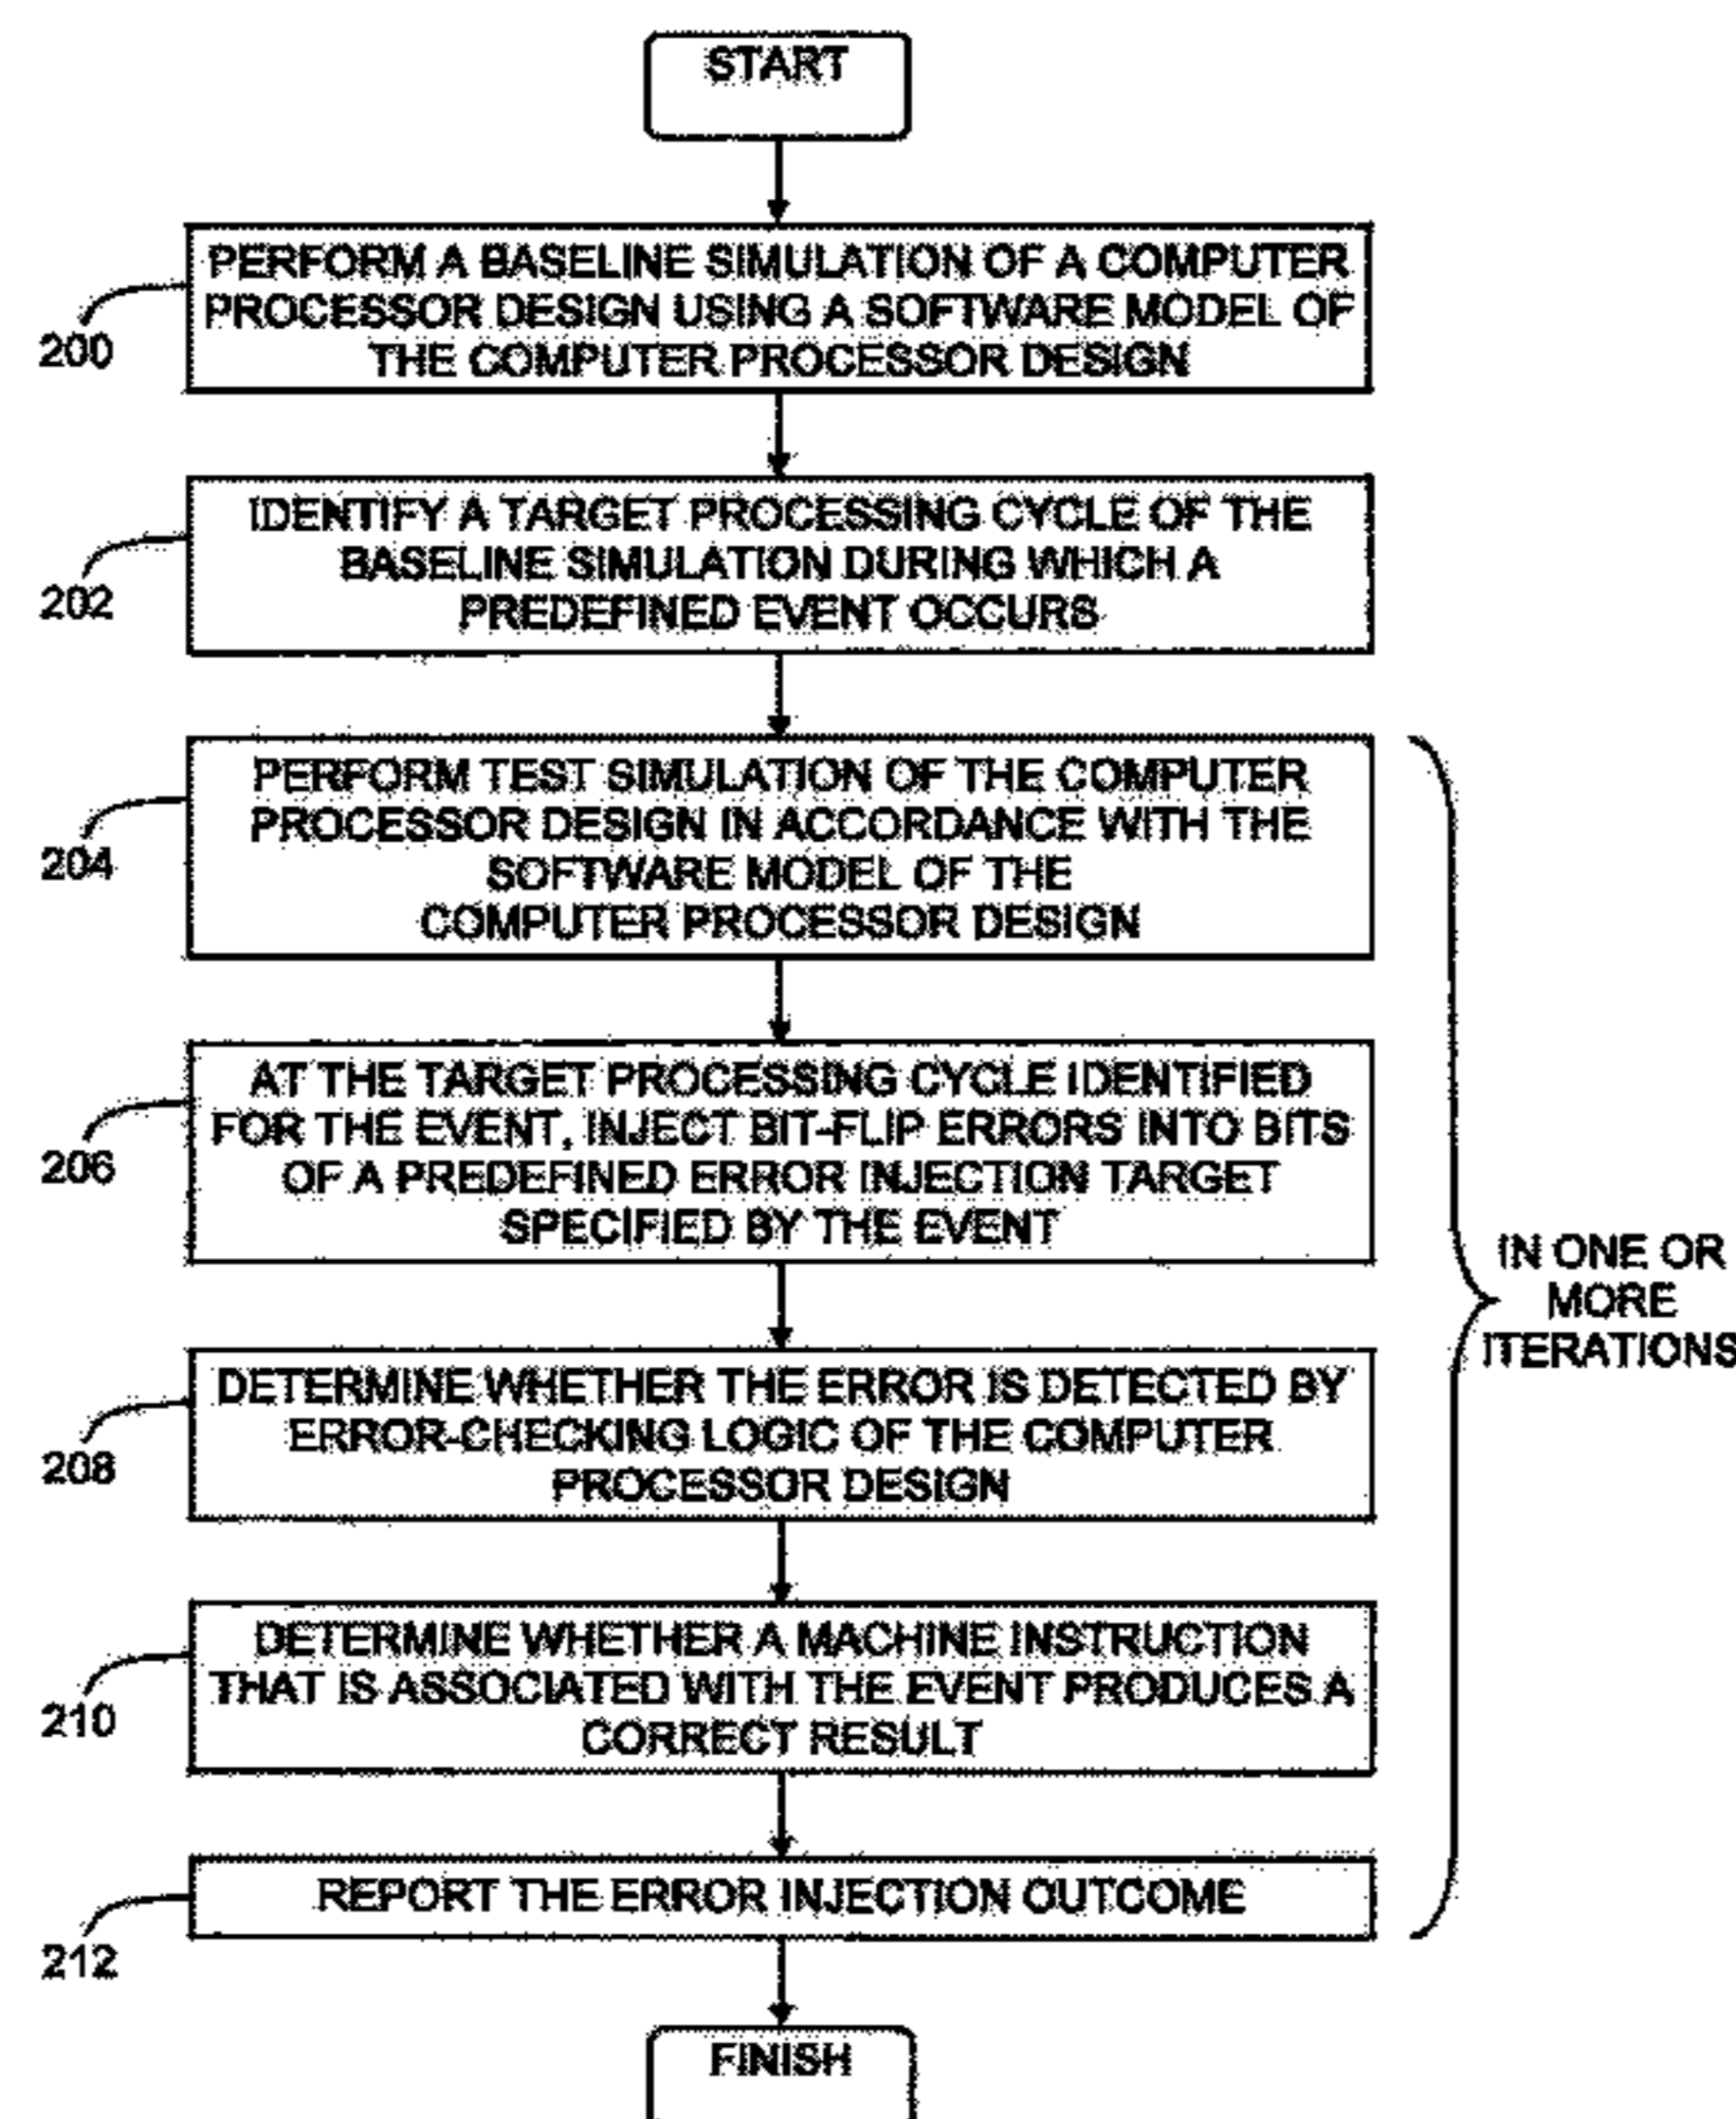 START
PERFORM A BASELINE SIMULATION OF A COMPUTER
PROCESSOR DESIGN USING A SOFTWARE MODEL OF
THE COMPUTER PROCESSOR DESIGN
200
IDENTIFY A TARGET PROCESSING CYCLE OF THE
BASELINE SIMULATION DURING WHICH A
PREDEFINED EVENT OCCURS
202
PERFORM TEST SIMULATION OF THE COMPUTER
PROCESSOR DESIGN IN ACCORDANCE WITH THE
SOFTWARE MODEL OF THE
COMPUTER PROCESSOR DESIGN
204
AT THE TARGET PROCESSING CYCLE IDENTIFIED
FOR THE EVENT, INJECT BIT-FLIP ERRORS INTO BITS
OF A PREDEFINED ERROR INJECTION TARGET
SPECIFIED BY THE EVENT
206
IN ONE OR
MORE
ITERATIONS
DETERMINE WHETHER THE ERROR IS DETECTED BY
ERROR-CHECKING LOGIC OF THE COMPUTER
PROCESSOR DESIGN
208
DETERMINE WHETHER A MACHINE INSTRUCTION
THAT IS ASSOCIATED WITH THE EVENT PRODUCES A
CORRECT RESULT
210
REPORT THE ERROR INJECTION OUTCOME
212
FINISH